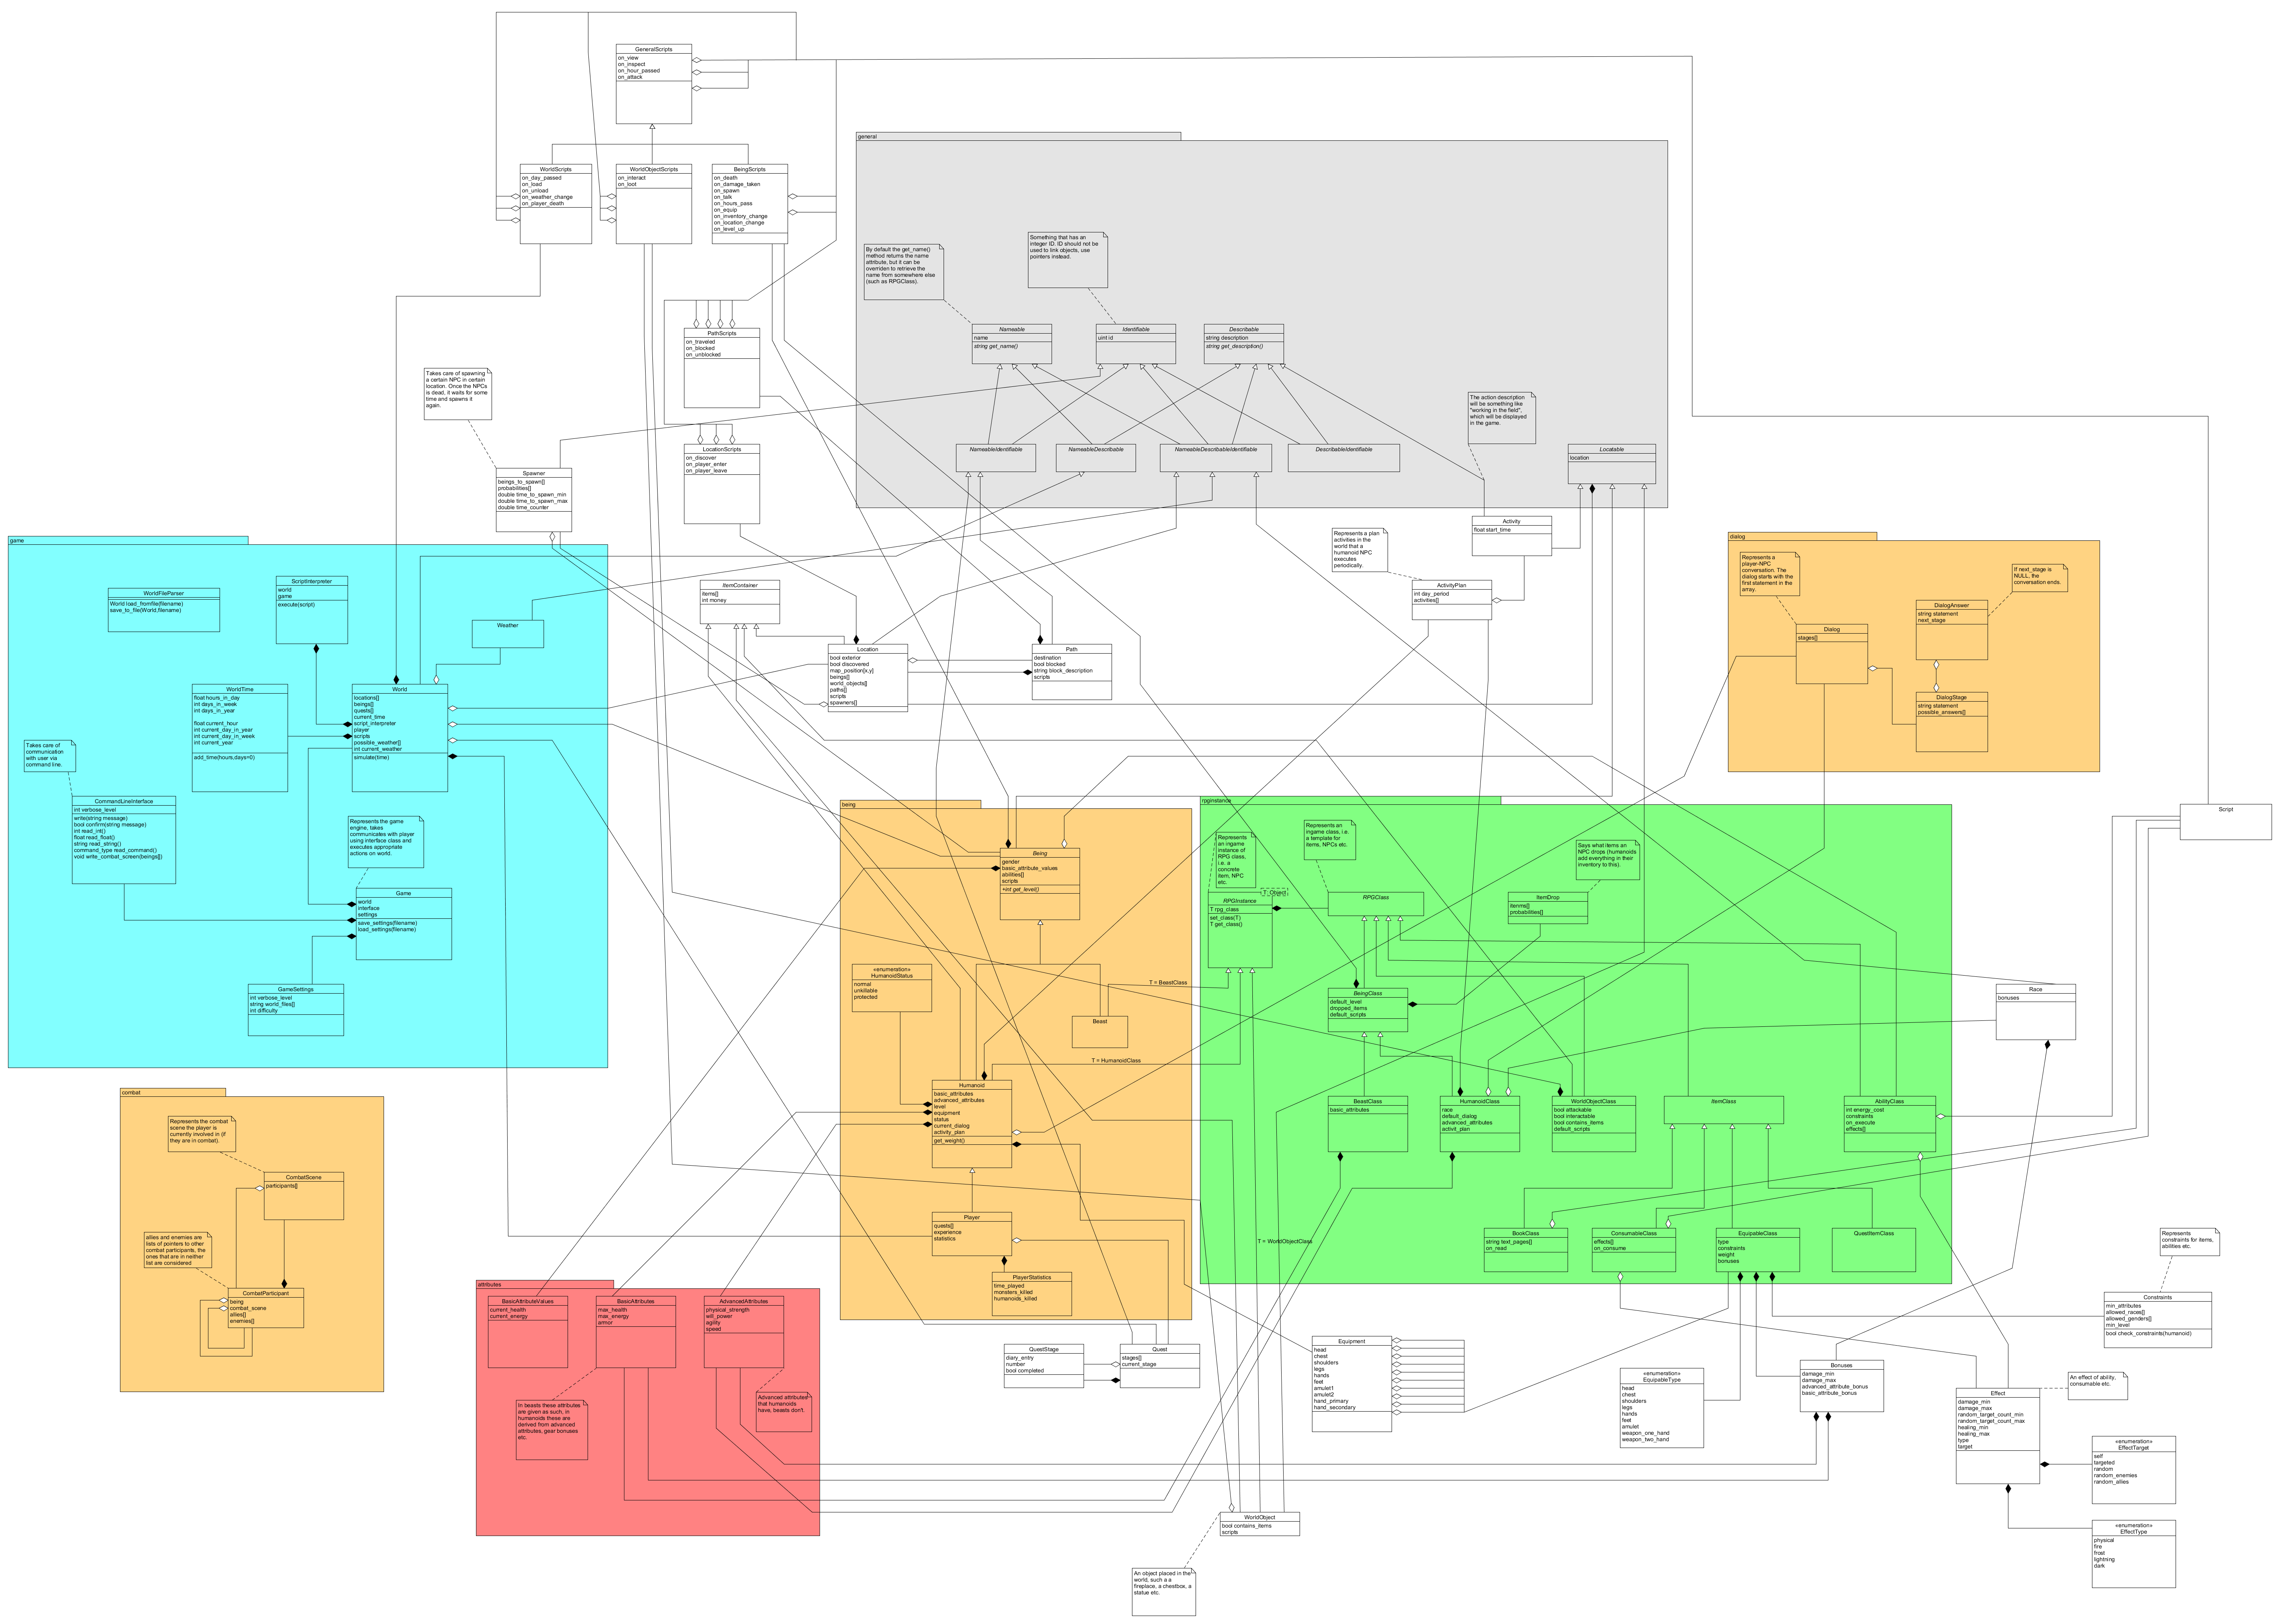 GeneralScripts
on_view
on_inspect
on_hour_passed
on_attack
WorldScripts
on_day_passed
on_load
on_unload
on_weather_change
on_player_death
WorldObjectScripts
on_interact
on_loot
BeingScripts
on_death
on_damage_taken
on_spawn
on_talk
on_hours_pass
on_equip
on_inventory_change
on_location_change
on_level_up
general
By default the get_name()
method returns the name
attribute, but it can be
overriden to retrieve the
name from somewhere else
(such as RPGClass).
Something that has an
integer ID. ID should not be
used to link objects, use
pointers instead.
Nameable
name
string get_name()
Identifiable
uint id
Describable
string description
string get_description()
NameableIdentifiable
NameableDescribable
NameableDescribableIdentifiable
DescribableIdentifiable
The action description
will be something like
"working in the field",
which will be displayed
in the game.
Locatable
location
PathScripts
on_traveled
on_blocked
on_unblocked
LocationScripts
on_discover
on_player_enter
on_player_leave
Takes care of spawning
a certain NPC in certain
location. Once the NPCs
is dead, it waits for some
time and spawns it
again.
Spawner
beings_to_spawn[]
probabilities[]
double time_to_spawn_min
double time_to_spawn_max
double time_counter
Activity
float start_time
Represents a plan
activities in the
world that a
humanoid NPC
executes
periodically.
ActivityPlan
int day_period
activities[]
ItemContainer
items[]
int money
Location
bool exterior
bool discovered
map_position[x,y]
beings[]
world_objects[]
paths[]
scripts
spawners[]
Path
destination
bool blocked
string block_description
scripts
game
WorldFileParser
World load_fromfile(filename)
save_to_file(World,filename)
ScriptInterpreter
world
game
execute(script)
Weather
WorldTime
float hours_in_day
int days_in_week
int days_in_year
float current_hour
int current_day_in_year
int current_day_in_week
int current_year
add_time(hours,days=0)
World
locations[]
beings[]
quests[]
current_time
script_interpreter
player
scripts
possible_weather[]
int current_weather
simulate(time)
Takes care of
communication
with user via
command line.
CommandLineInterface
int verbose_level
write(string message)
bool confirm(string message)
int read_int()
float read_float()
string read_string()
command_type read_command()
void write_combat_screen(beings[])
Represents the game
engine, takes
communicates with player
using interface class and
executes appropriate
actions on world.
Game
world
interface
settings
save_settings(filename)
load_settings(filename)
GameSettings
int verbose_level
string world_files[]
int difficulty
dialog
Represents a
player-NPC
conversation. The
dialog starts with the
first statement in the
array.
If next_stage is
NULL, the
conversation ends.
Dialog
stages[]
DialogAnswer
string statement
next_stage
DialogStage
string statement
possible_answers[]
Script
being
Being
gender
basic_attribute_values
abilities[]
scripts
+int get_level()
«enumeration»
HumanoidStatus
normal
unkillable
protected
Beast
T = BeastClass
T = HumanoidClass
Humanoid
basic_attributes
advanced_attributes
level
equipment
status
current_dialog
activity_plan
get_weight()
Player
quests[]
experience
statistics
PlayerStatistics
time_played
monsters_killed
humanoids_killed
rpginstance
Represents
an ingame
instance of
RPG class,
i.e. a
concrete
item, NPC
etc.
T: Object
RPGInstance
T rpg_class
set_class(T)
T get_class()
Represents an
ingame class, i.e.
a template for
items, NPCs etc.
RPGClass
Says what items an
NPC drops (humanoids
add everything in their
inventory to this).
ItemDrop
itenms[]
probabilities[]
BeingClass
default_level
dropped_items
default_scripts
BeastClass
basic_attributes
HumanoidClass
race
default_dialog
advanced_attributes
activit_plan
WorldObjectClass
bool attackable
bool interactable
bool contains_items
default_scripts
ItemClass
AbilityClass
int energy_cost
constraints
on_execute
effects[]
BookClass
string text_pages[]
on_read
ConsumableClass
effects[]
on_consume
EquipableClass
type
constraints
weight
bonuses
QuestItemClass
T = WorldObjectClass
Race
bonuses
combat
Represents the combat
scene the player is
currently involved in (if
they are in combat).
CombatScene
participants[]
allies and enemies are
lists of pointers to other
combat participants, the
ones that are in neither
list are considered
CombatParticipant
being
combat_scene
allies[]
enemies[]
attributes
BasicAttributeValues
current_health
current_energy
BasicAttributes
max_health
max_energy
armor
AdvancedAttributes
physical_strength
will_power
agility
speed
In beasts these attributes
are given as such, in
humanoids these are
derived from advanced
attributes, gear bonuses
etc.
Advanced attributes
that humanoids
have, beasts don't.
QuestStage
diary_entry
number
bool completed
Quest
stages[]
current_stage
Equipment
head
chest
shoulders
legs
hands
feet
amulet1
amulet2
hand_primary
hand_secondary
«enumeration»
EquipableType
head
chest
shoulders
legs
hands
feet
amulet
weapon_one_hand
weapon_two_hand
Bonuses
damage_min
damage_max
advanced_attribute_bonus
basic_attribute_bonus
Represents
constraints for items,
abilities etc.
Constraints
min_attributes
allowed_races[]
allowed_genders[]
min_level
bool check_constraints(humanoid)
An effect of ability,
consumable etc.
Effect
damage_min
damage_max
random_target_count_min
random_target_count_max
healing_min
healing_max
type
target
«enumeration»
EffectTarget
self
targeted
random
random_enemies
random_allies
«enumeration»
EffectType
physical
fire
frost
lightning
dark
WorldObject
bool contains_items
scripts
An object placed in the
world, such a a
fireplace, a chestbox, a
statue etc.